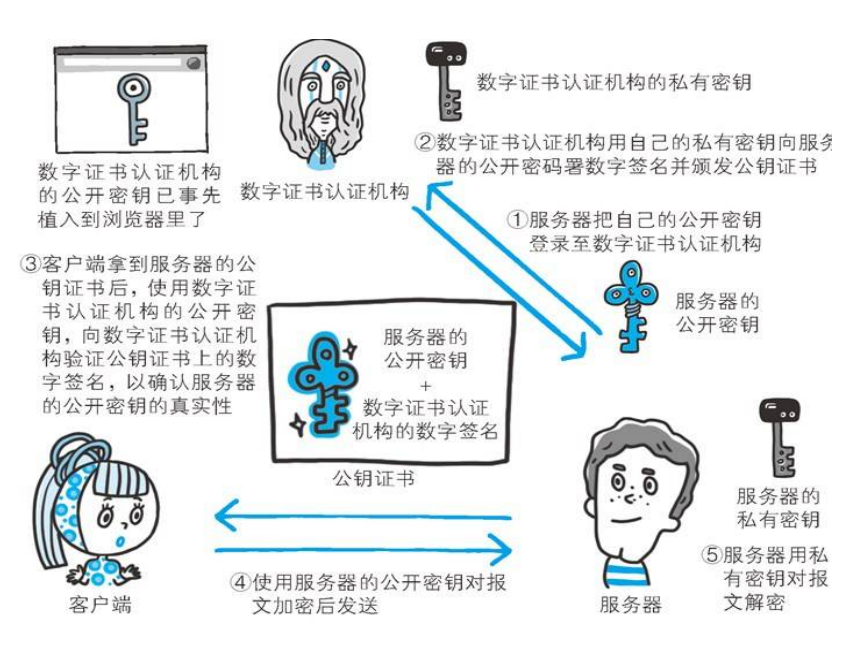 数字证书认证机构
的公开密钥已事先
植入到浏览器里了
数字证书认证机构
数字证书认证机构的私有密钥
②数字证书认证机构用自己的私有密钥向服务
器的公开密码署数字签名并颁发公钥证书
①服务器把自己的公开密钥
登录至数字证书认证机构
服务器的
公开密钥
③客户端拿到服务器的公
钥证书后，使用数字证
书认证机构的公开密
钥，向数字证书认证机
构验证公钥证书上的数
字签名，以确认服务器
的公开密钥的真实性
服务器的
公开密钥
+
数字证书认证
机构的数字签名
公钥证书
客户端
④使用服务器的公开密钥对报
文加密后发送
服务器
服务器的
私有密钥
⑤服务器用私
有密钥对报
文解密